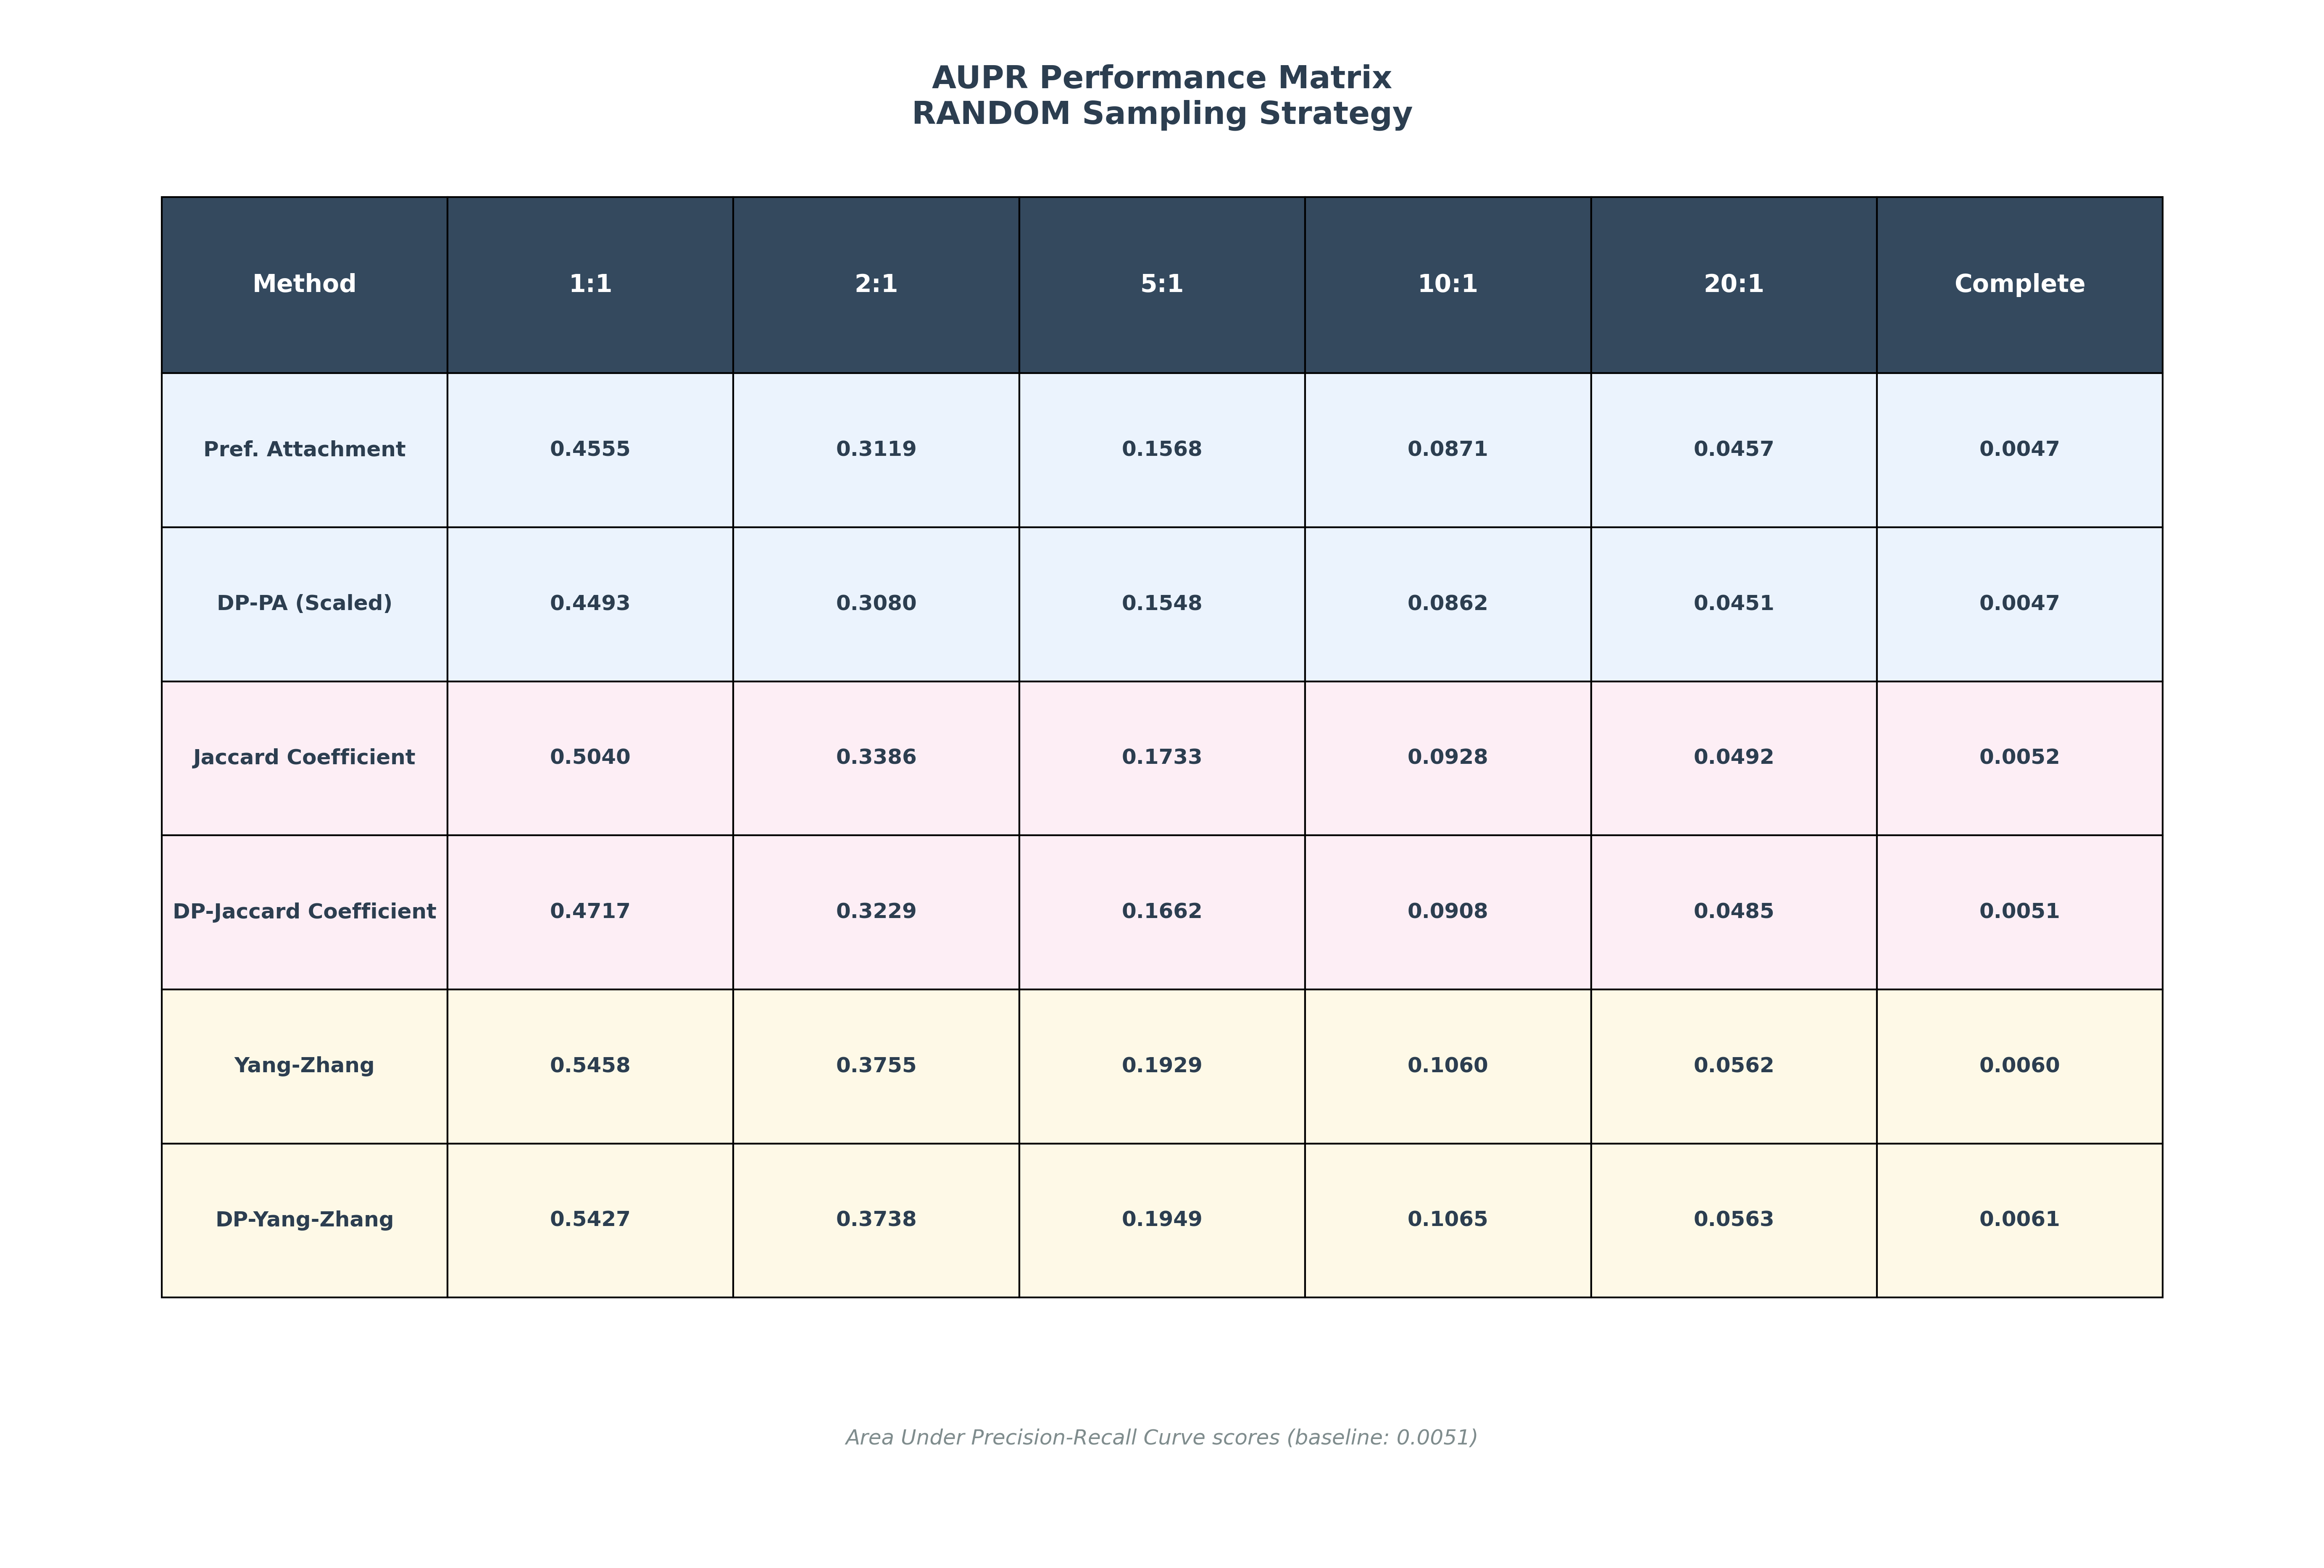 AUPR Performance Matrix
RANDOM Sampling Strategy
Method 1:1 2:1 5:1 10:1 20:1 Complete
Pref. Attachment 0.4555 0.3119 0.1568 0.0871 0.0457 0.0047
DP-PA (Scaled) 0.4493 0.3080 0.1548 0.0862 0.0451 0.0047
Jaccard Coefficient 0.5040 0.3386 0.1733 0.0928 0.0492 0.0052
DP-Jaccard Coefficient 0.4717 0.3229 0.1662 0.0908 0.0485 0.0051
Yang-Zhang 0.5458 0.3755 0.1929 0.1060 0.0562 0.0060
DP-Yang-Zhang 0.5427 0.3738 0.1949 0.1065 0.0563 0.0061
Area Under Precision-Recall Curve scores (baseline: 0.0051)